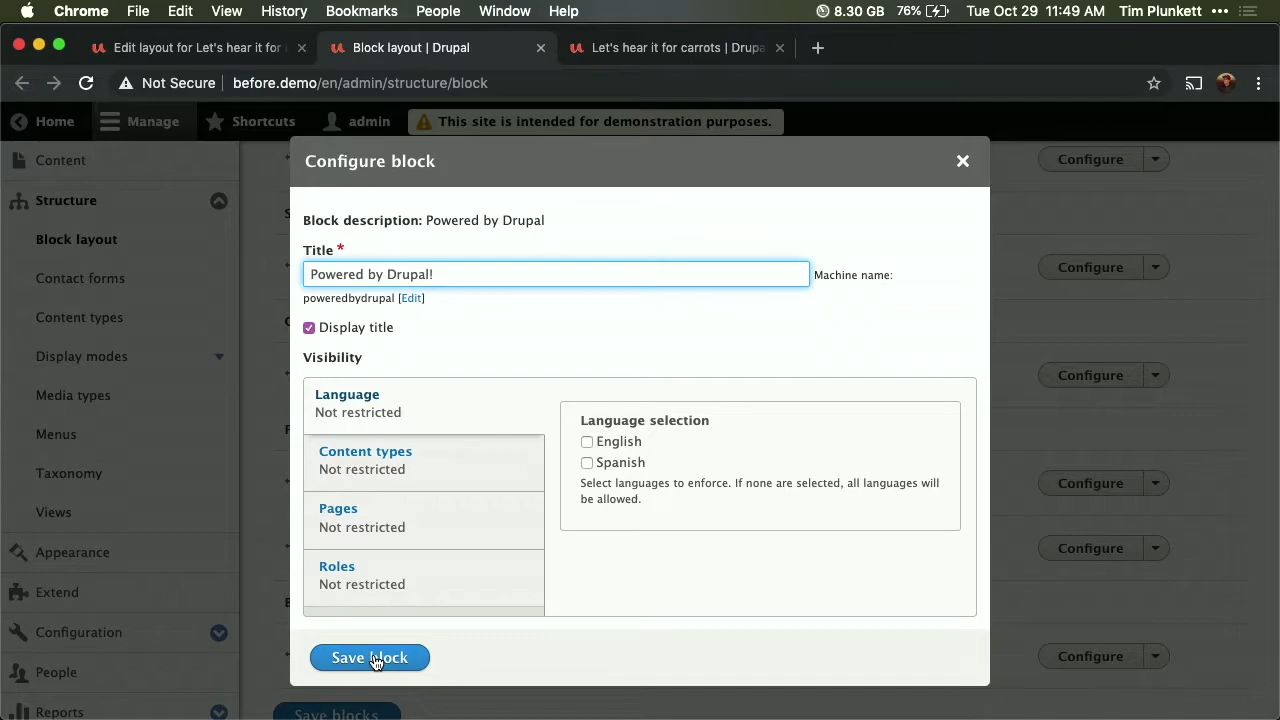 Chrome File Edit View History Bookmarks People Window Help 8.30 GB 76% Tue Oct 29 11:49 AM Tim Plunkett
Edit layout for Let's hear it for
Block layout | Drupal
Let's hear it for carrots | Drupa
Not Secure before.demo/en/admin/structure/block
Home Manage Shortcuts admin This site is intended for demonstration purposes.
Content
Structure
Block layout
Contact forms
Content types
Display modes
Media types
Menus
Taxonomy
Views
Appearance
Extend
Configuration
People
Reports
Configure block
Block description: Powered by Drupal
Title *
Powered by Drupal! Machine name:
poweredbydrupal [Edit]
Display title
Visibility
Language
Not restricted
Content types
Not restricted
Pages
Not restricted
Roles
Not restricted
Language selection
English
Spanish
Select languages to enforce. If none are selected, all languages will
be allowed.
Save block
Configure
Configure
Configure
Configure
Configure
Configure
Save blocks